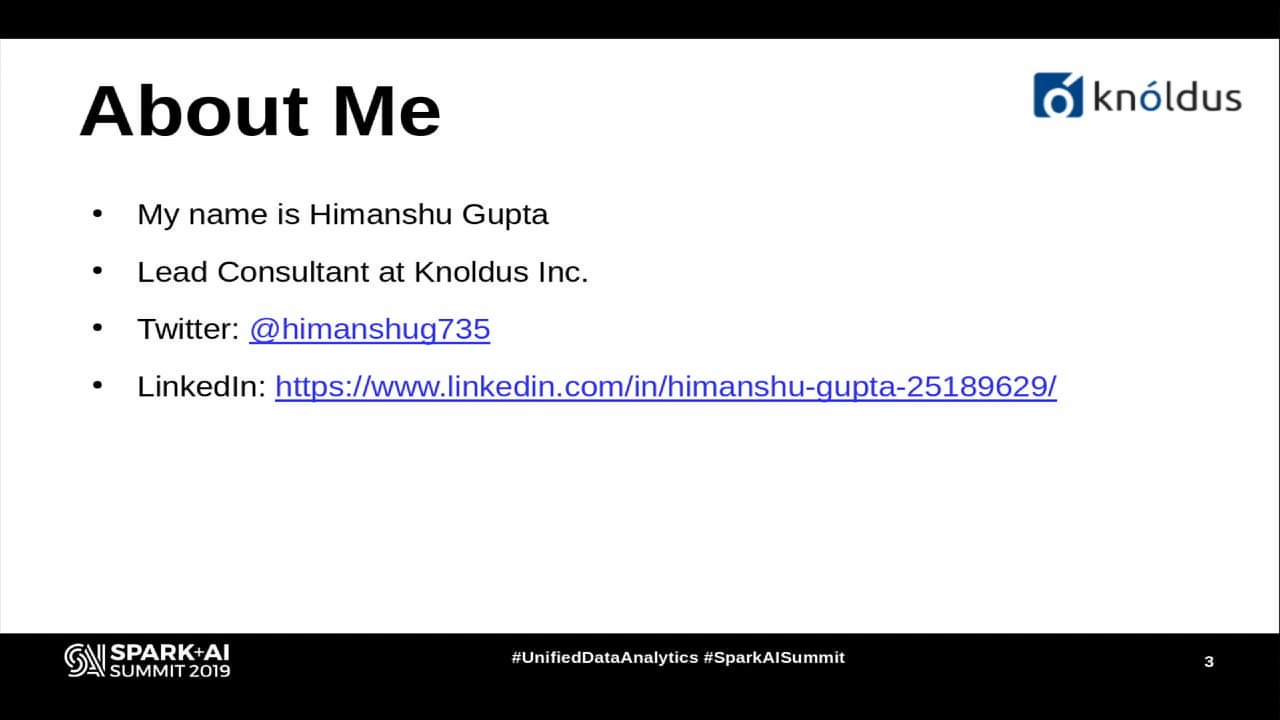 About Me
knóldus
• My name is Himanshu Gupta
• Lead Consultant at Knoldus Inc.
• Twitter: @himanshug735
• LinkedIn: https://www.linkedin.com/in/himanshu-gupta-25189629/
SPARK+AI
SUMMIT 2019
#UnifiedDataAnalytics #SparkAISummit
3